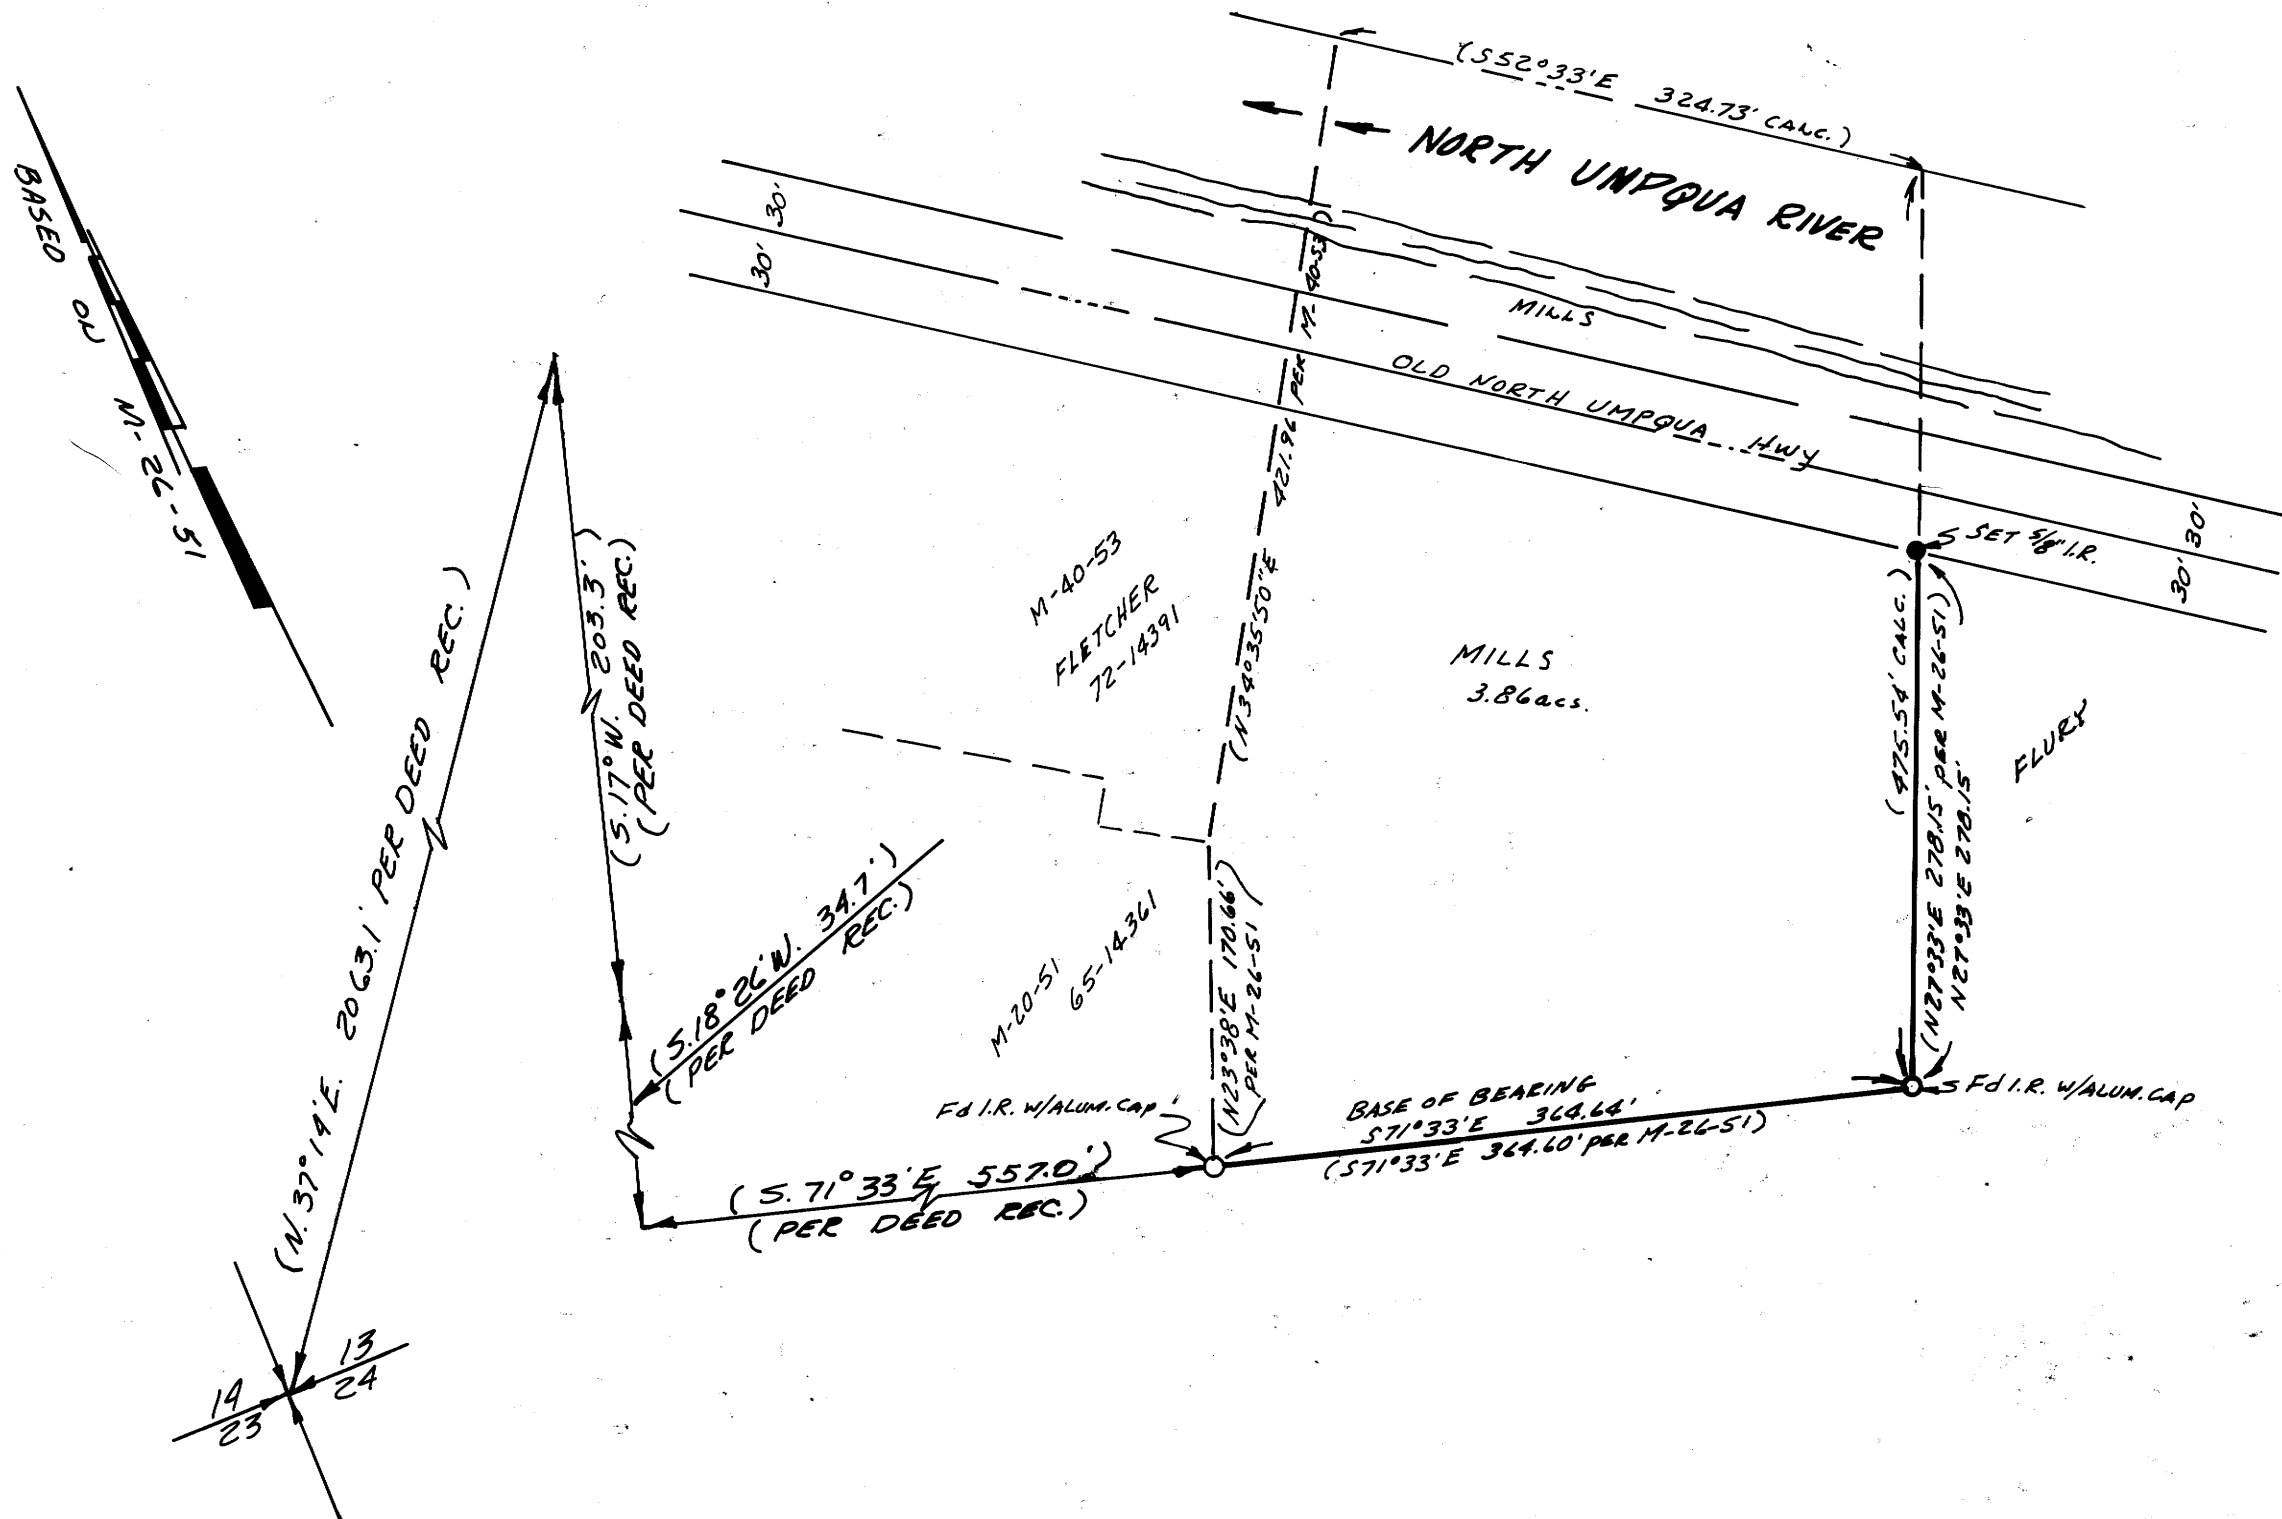 (S52°33'E 324.73' CALC.)
NORTH UMPQUA RIVER
BASED ON M-26-51
30'
30'
MILLS
OLD NORTH UMPQUA HWY
30'
30'
SET 5/8" I.R.
(N34°35'50"E 421.96 PER M-40-53)
M-40-53
FLETCHER
72-14391
MILLS
3.86acs.
(475.54' CALC.)
(N27°33'E 278.15' PER M-26-51)
N27°33'E 278.15'
FLURY
(N.37°14'E. 2063.1' PER DEED REC.)
(S.17°W. 203.3')
(PER DEED REC.)
(S.18°26'W. 34.7')
(PER DEED REC.)
M-20-51
65-14361
(N23°38'E 170.66'
PER M-26-51)
Fd I.R. W/ALUM. CAP
BASE OF BEARING
S71°33'E 364.64'
(S71°33'E 364.60' PER M-26-51)
Fd I.R. W/ALUM. CAP
(S. 71°33'E 557.0')
(PER DEED REC.)
14 13
23 24